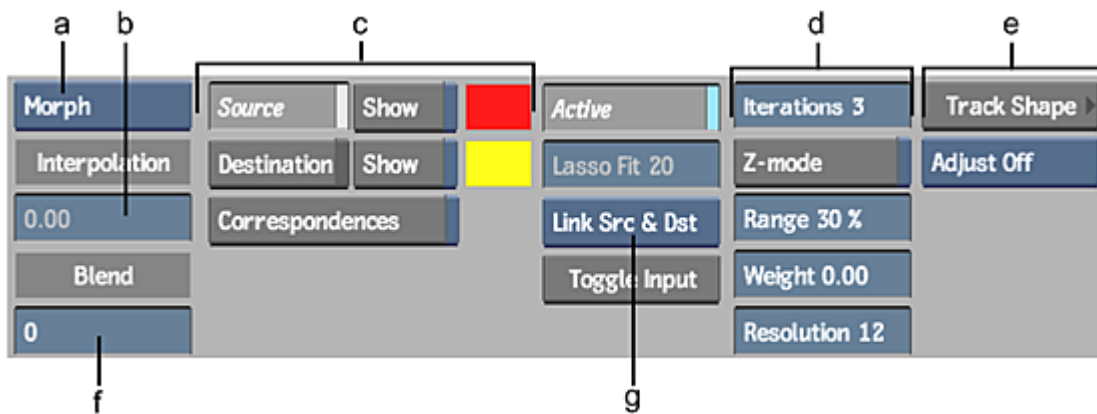 a b c d e
Morph Source Show Active Iterations 3 Track Shape
Interpolation Destination Show Lasso Fit 20 Z-mode Adjust Off
0.00 Correspondences Link Src & Dst Range 30 %
Blend Toggle Input Weight 0.00
0 Resolution 12
f g